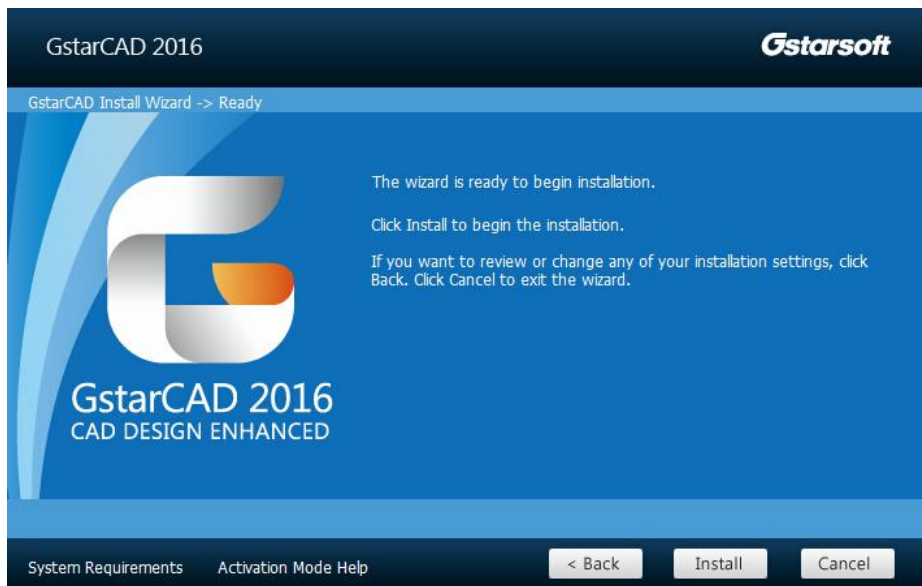 GstarCAD 2016
Gstarsoft
GstarCAD Install Wizard -> Ready
The wizard is ready to begin installation.
Click Install to begin the installation.
If you want to review or change any of your installation settings, click
Back. Click Cancel to exit the wizard.
GstarCAD 2016
CAD DESIGN ENHANCED
System Requirements
Activation Mode Help
< Back
Install
Cancel